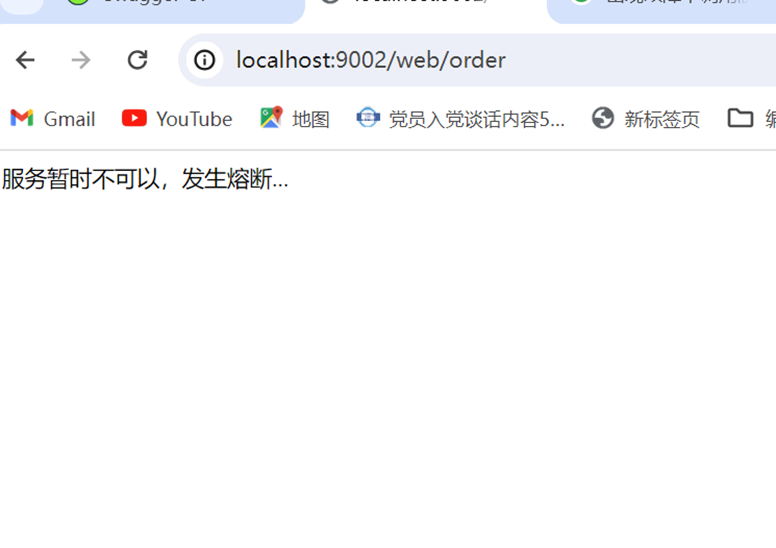 localhost:9002/web/order
Gmail YouTube 地图 党员入党谈话内容5... 新标签页
服务暂时不可以，发生熔断...